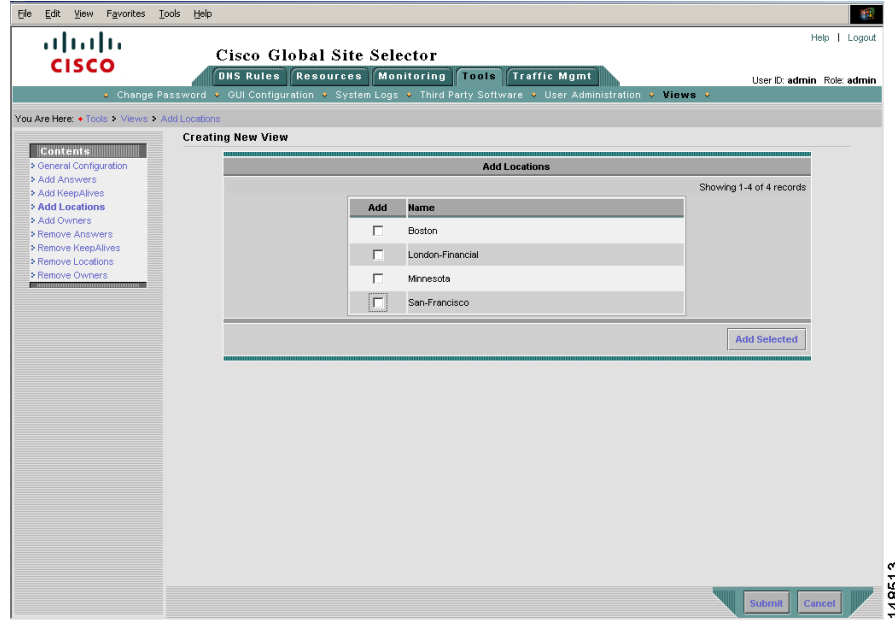 File Edit View Favorites Tools Help
Help | Logout
CISCO
Cisco Global Site Selector
DNS Rules Resources Monitoring Tools Traffic Mgmt
User ID: admin Role: admin
Change Password GUI Configuration System Logs Third Party Software User Administration Views
You Are Here: Tools > Views > Add Locations
Creating New View
Contents
> General Configuration
> Add Answers
> Add KeepAlives
> Add Locations
> Add Owners
> Remove Answers
> Remove KeepAlives
> Remove Locations
> Remove Owners
Add Locations
Showing 1-4 of 4 records
Add Name
Boston
London-Financial
Minnesota
San-Francisco
Add Selected
Submit Cancel
148513